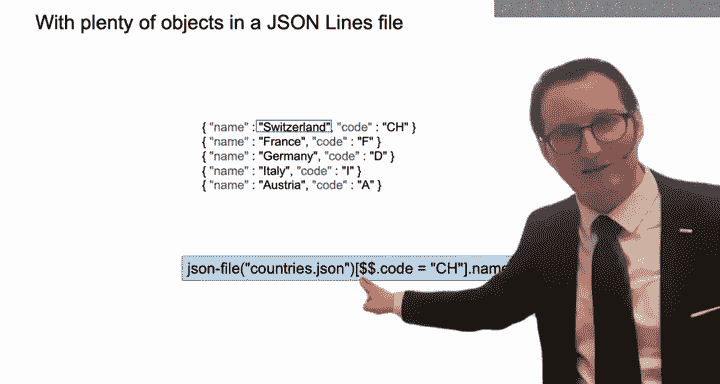 With plenty of objects in a JSON Lines file
{ "name" : "Switzerland", "code" : "CH" }
{ "name" : "France", "code" : "F" }
{ "name" : "Germany", "code" : "D" }
{ "name" : "Italy", "code" : "I" }
{ "name" : "Austria", "code" : "A" }
json-file("countries.json")[$$.code = "CH"].name